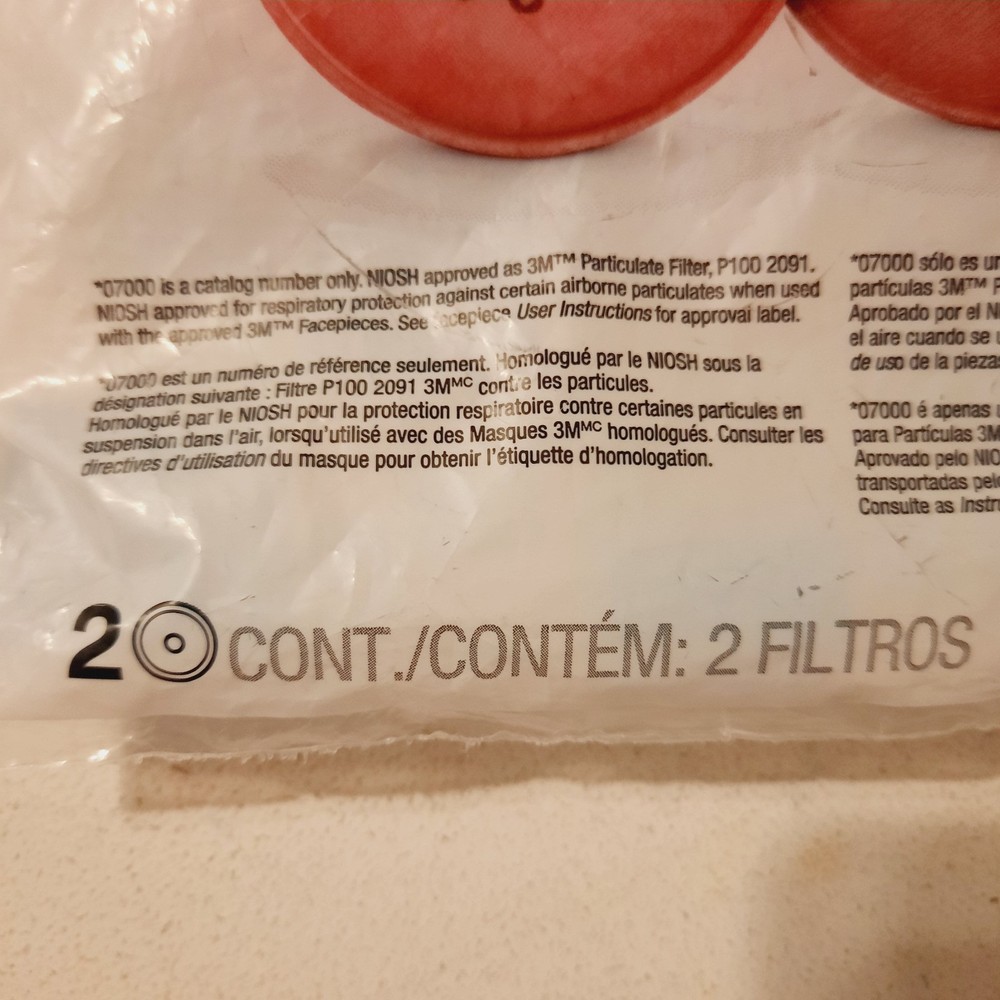 *07000 is a catalog number only. NIOSH approved as 3M™ Particulate Filter, P100 2091.
NIOSH approved for respiratory protection against certain airborne particulates when used
with the approved 3M™ Facepieces. See User Instructions for approval label.
*07000 est un numéro de référence seulement. Homologué par le NIOSH sous la
désignation suivante : Filtre P100 2091 3Mᴹᶜ contre les particules.
Homologué par le NIOSH pour la protection respiratoire contre certaines particules en
suspension dans l'air, lorsqu'utilisé avec des Masques 3Mᴹᶜ homologués. Consulter les
directives d'utilisation du masque pour obtenir l'étiquette d'homologation.
*07000 sólo es un
partículas 3M™ P
Aprobado por el N
el aire cuando se
de uso de la pieza
*07000 é apenas
para Partículas 3M
Aprovado pelo NIO
transportadas pel
Consulte as Instr
2 CONT./CONTÉM: 2 FILTROS